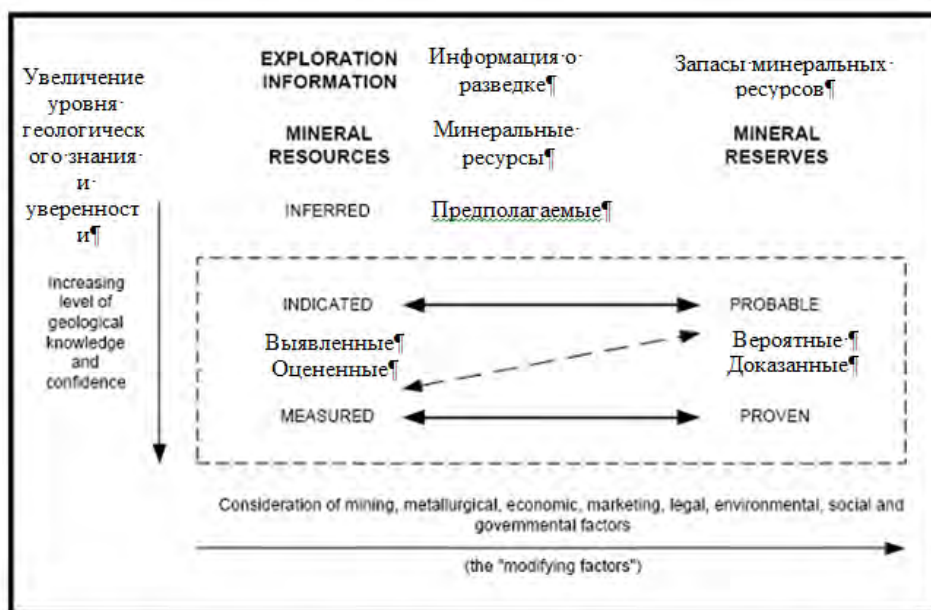 Увеличение
уровня·
геологическ
ого·знания·
и·
уверенност
и¶
Increasing
level of
geological
knowledge
and
confidence
EXPLORATION
INFORMATION
Информация·о·
разведке¶
Запасы·минеральных·
ресурсов¶
MINERAL
RESOURCES
Минеральные·
ресурсы¶
MINERAL
RESERVES
INFERRED
Предполагаемые¶
INDICATED
PROBABLE
Выявленные¶
Оцененные¶
Вероятные·¶
Доказанные¶
MEASURED
PROVEN
Consideration of mining, metallurgical, economic, marketing, legal, environmental, social and
governmental factors
(the "modifying factors")